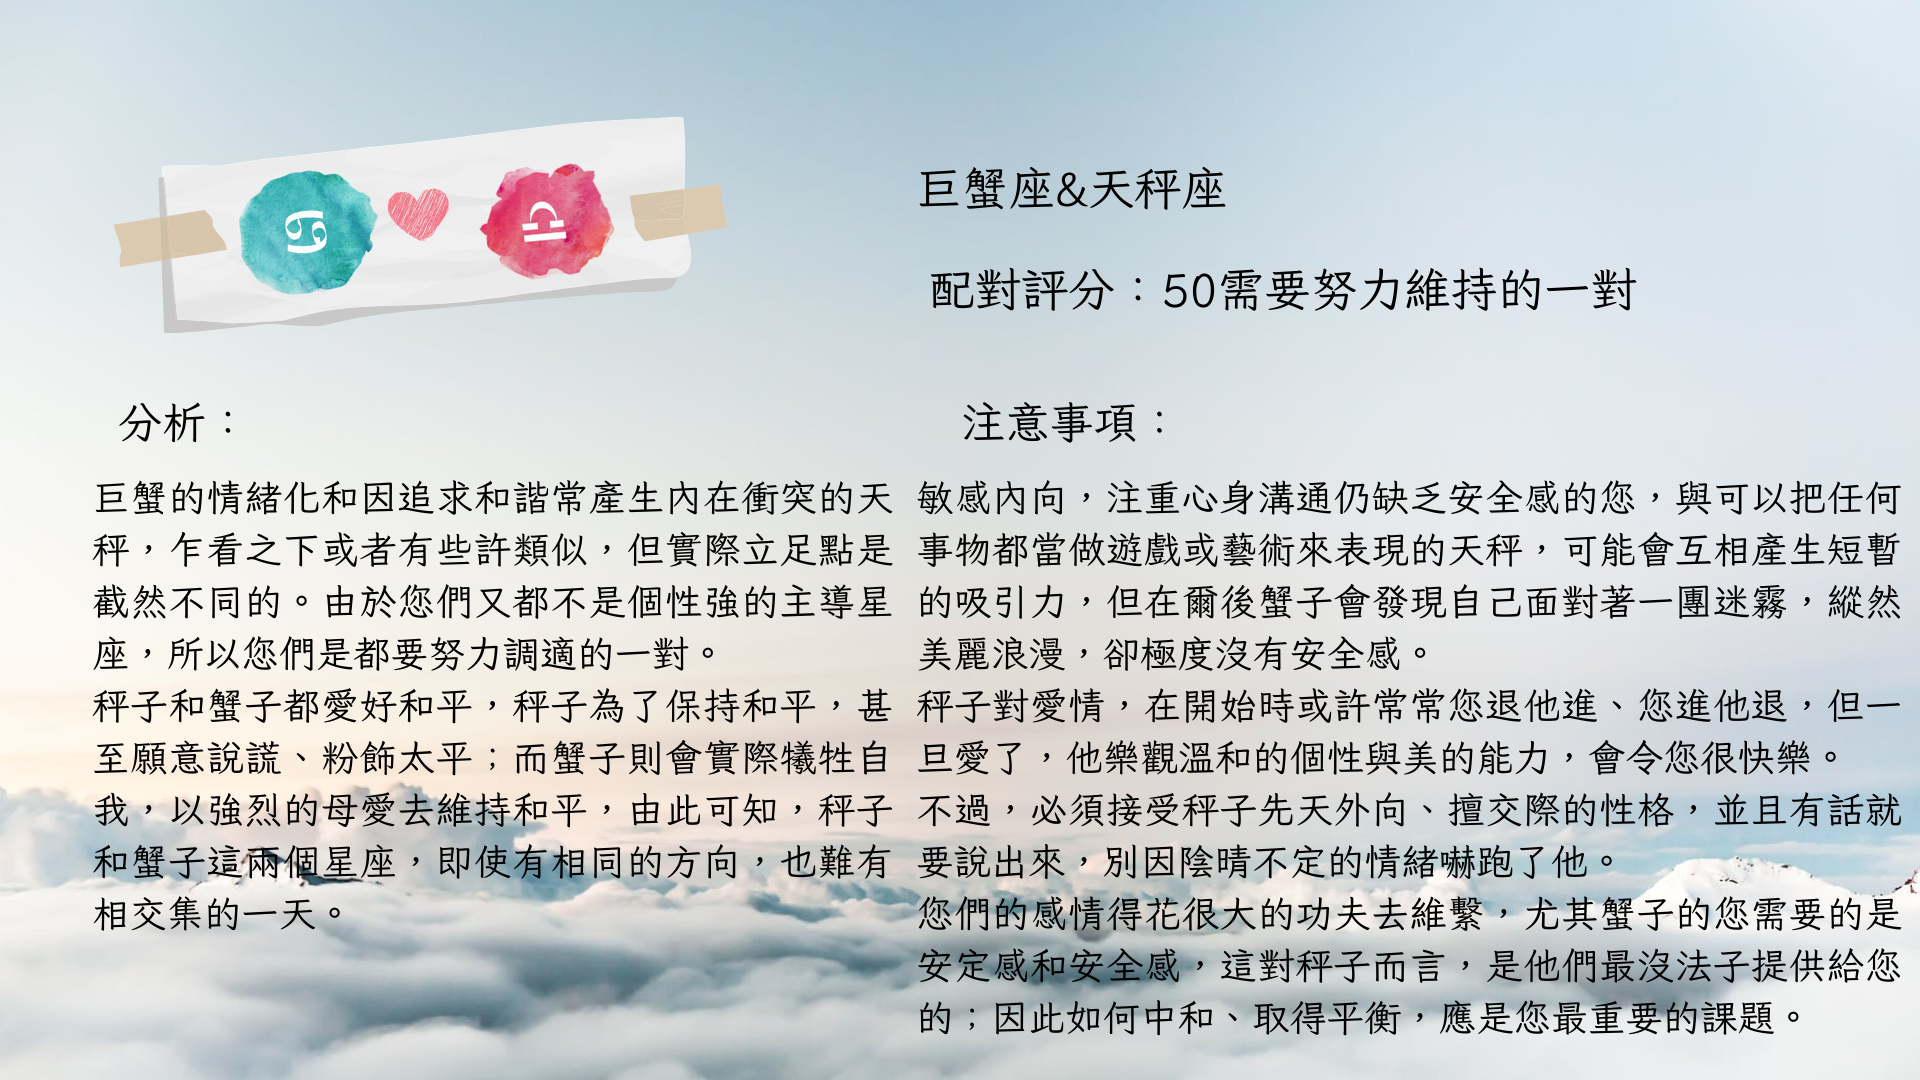 巨蟹座&天秤座
配對評分：50需要努力維持的一對
分析：
巨蟹的情緒化和因追求和諧常產生內在衝突的天
秤，乍看之下或者有些許類似，但實際立足點是
截然不同的。由於您們又都不是個性強的主導星
座，所以您們是都要努力調適的一對。
秤子和蟹子都愛好和平，秤子為了保持和平，甚
至願意說謊、粉飾太平；而蟹子則會實際犧牲自
我，以強烈的母愛去維持和平，由此可知，秤子
和蟹子這兩個星座，即使有相同的方向，也難有
相交集的一天。
注意事項：
敏感內向，注重心身溝通仍缺乏安全感的您，與可以把任何
事物都當做遊戲或藝術來表現的天秤，可能會互相產生短暫
的吸引力，但在爾後蟹子會發現自己面對著一團迷霧，縱然
美麗浪漫，卻極度沒有安全感。
秤子對愛情，在開始時或許常常您退他進、您進他退，但一
旦愛了，他樂觀溫和的個性與美的能力，會令您很快樂。
不過，必須接受秤子先天外向、擅交際的性格，並且有話就
要說出來，別因陰晴不定的情緒嚇跑了他。
您們的感情得花很大的功夫去維繫，尤其蟹子的您需要的是
安定感和安全感，這對秤子而言，是他們最沒法子提供給您
的；因此如何中和、取得平衡，應是您最重要的課題。